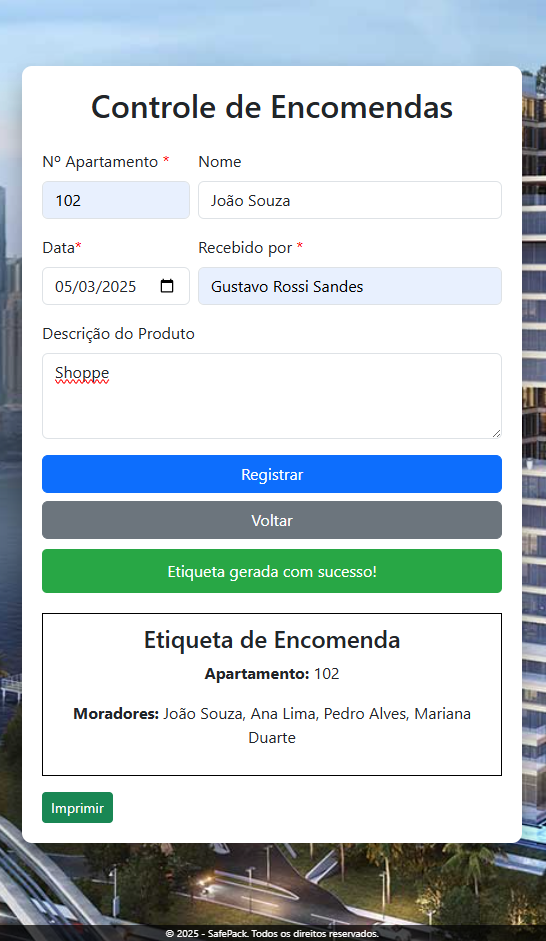 Controle de Encomendas
Nº Apartamento * Nome
102 João Souza
Data* Recebido por *
05/03/2025 Gustavo Rossi Sandes
Descrição do Produto
Shoppe
Registrar
Voltar
Etiqueta gerada com sucesso!
Etiqueta de Encomenda
Apartamento: 102
Moradores: João Souza, Ana Lima, Pedro Alves, Mariana
Duarte
Imprimir
© 2025 - SafePack. Todos os direitos reservados.